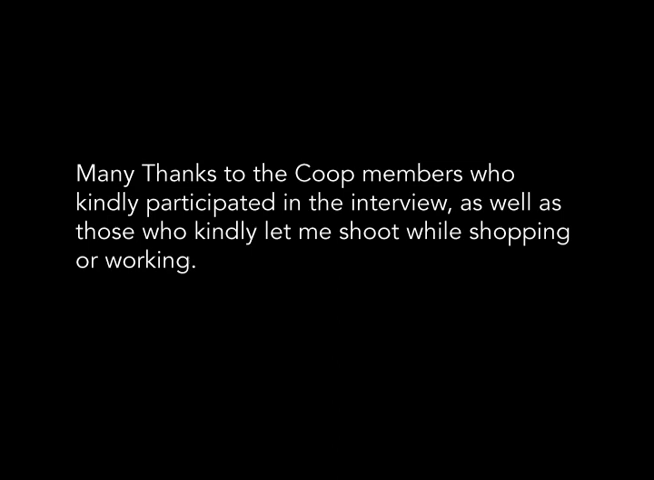 Many Thanks to the Coop members who
kindly participated in the interview, as well as
those who kindly let me shoot while shopping
or working.